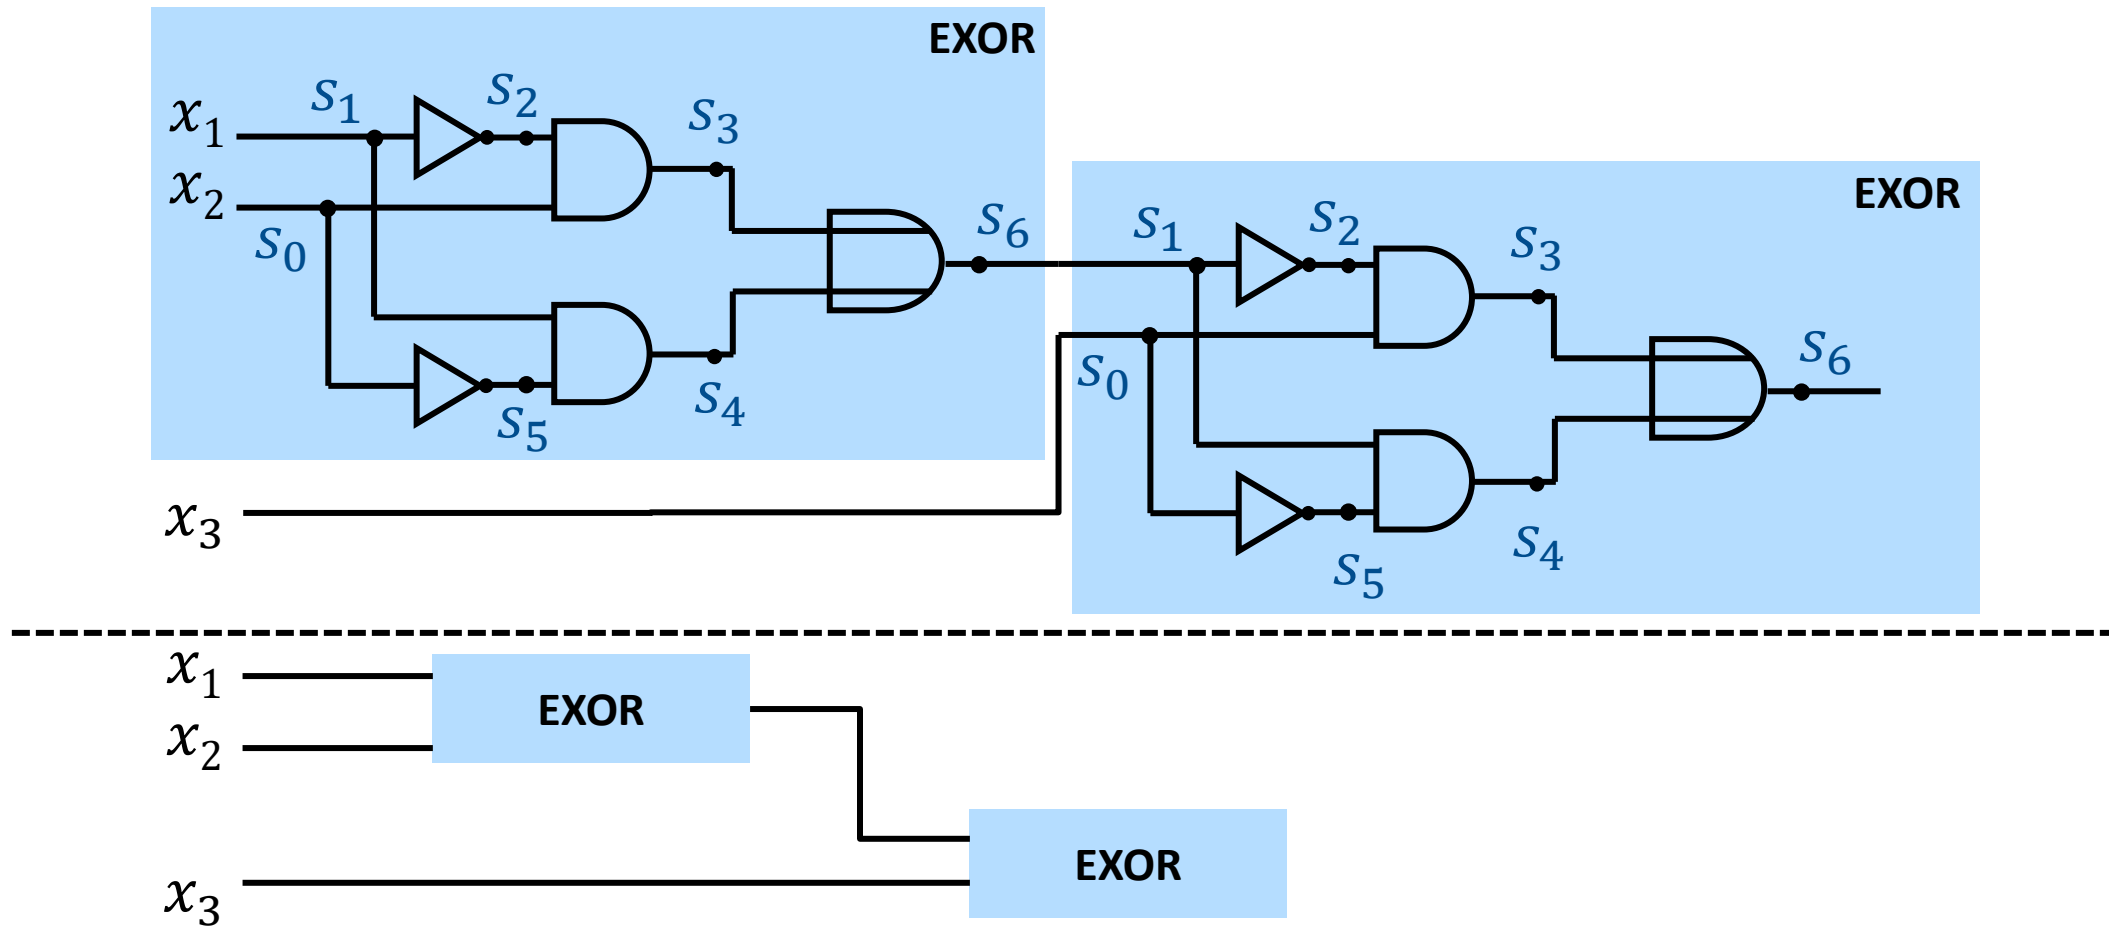 EXOR
x₁
s₁
s₂
s₃
x₂
s₀
s₆
s₄
s₅
EXOR
s₁
s₂
s₃
s₀
s₆
s₄
s₅
x₃
x₁
x₂
EXOR
EXOR
x₃